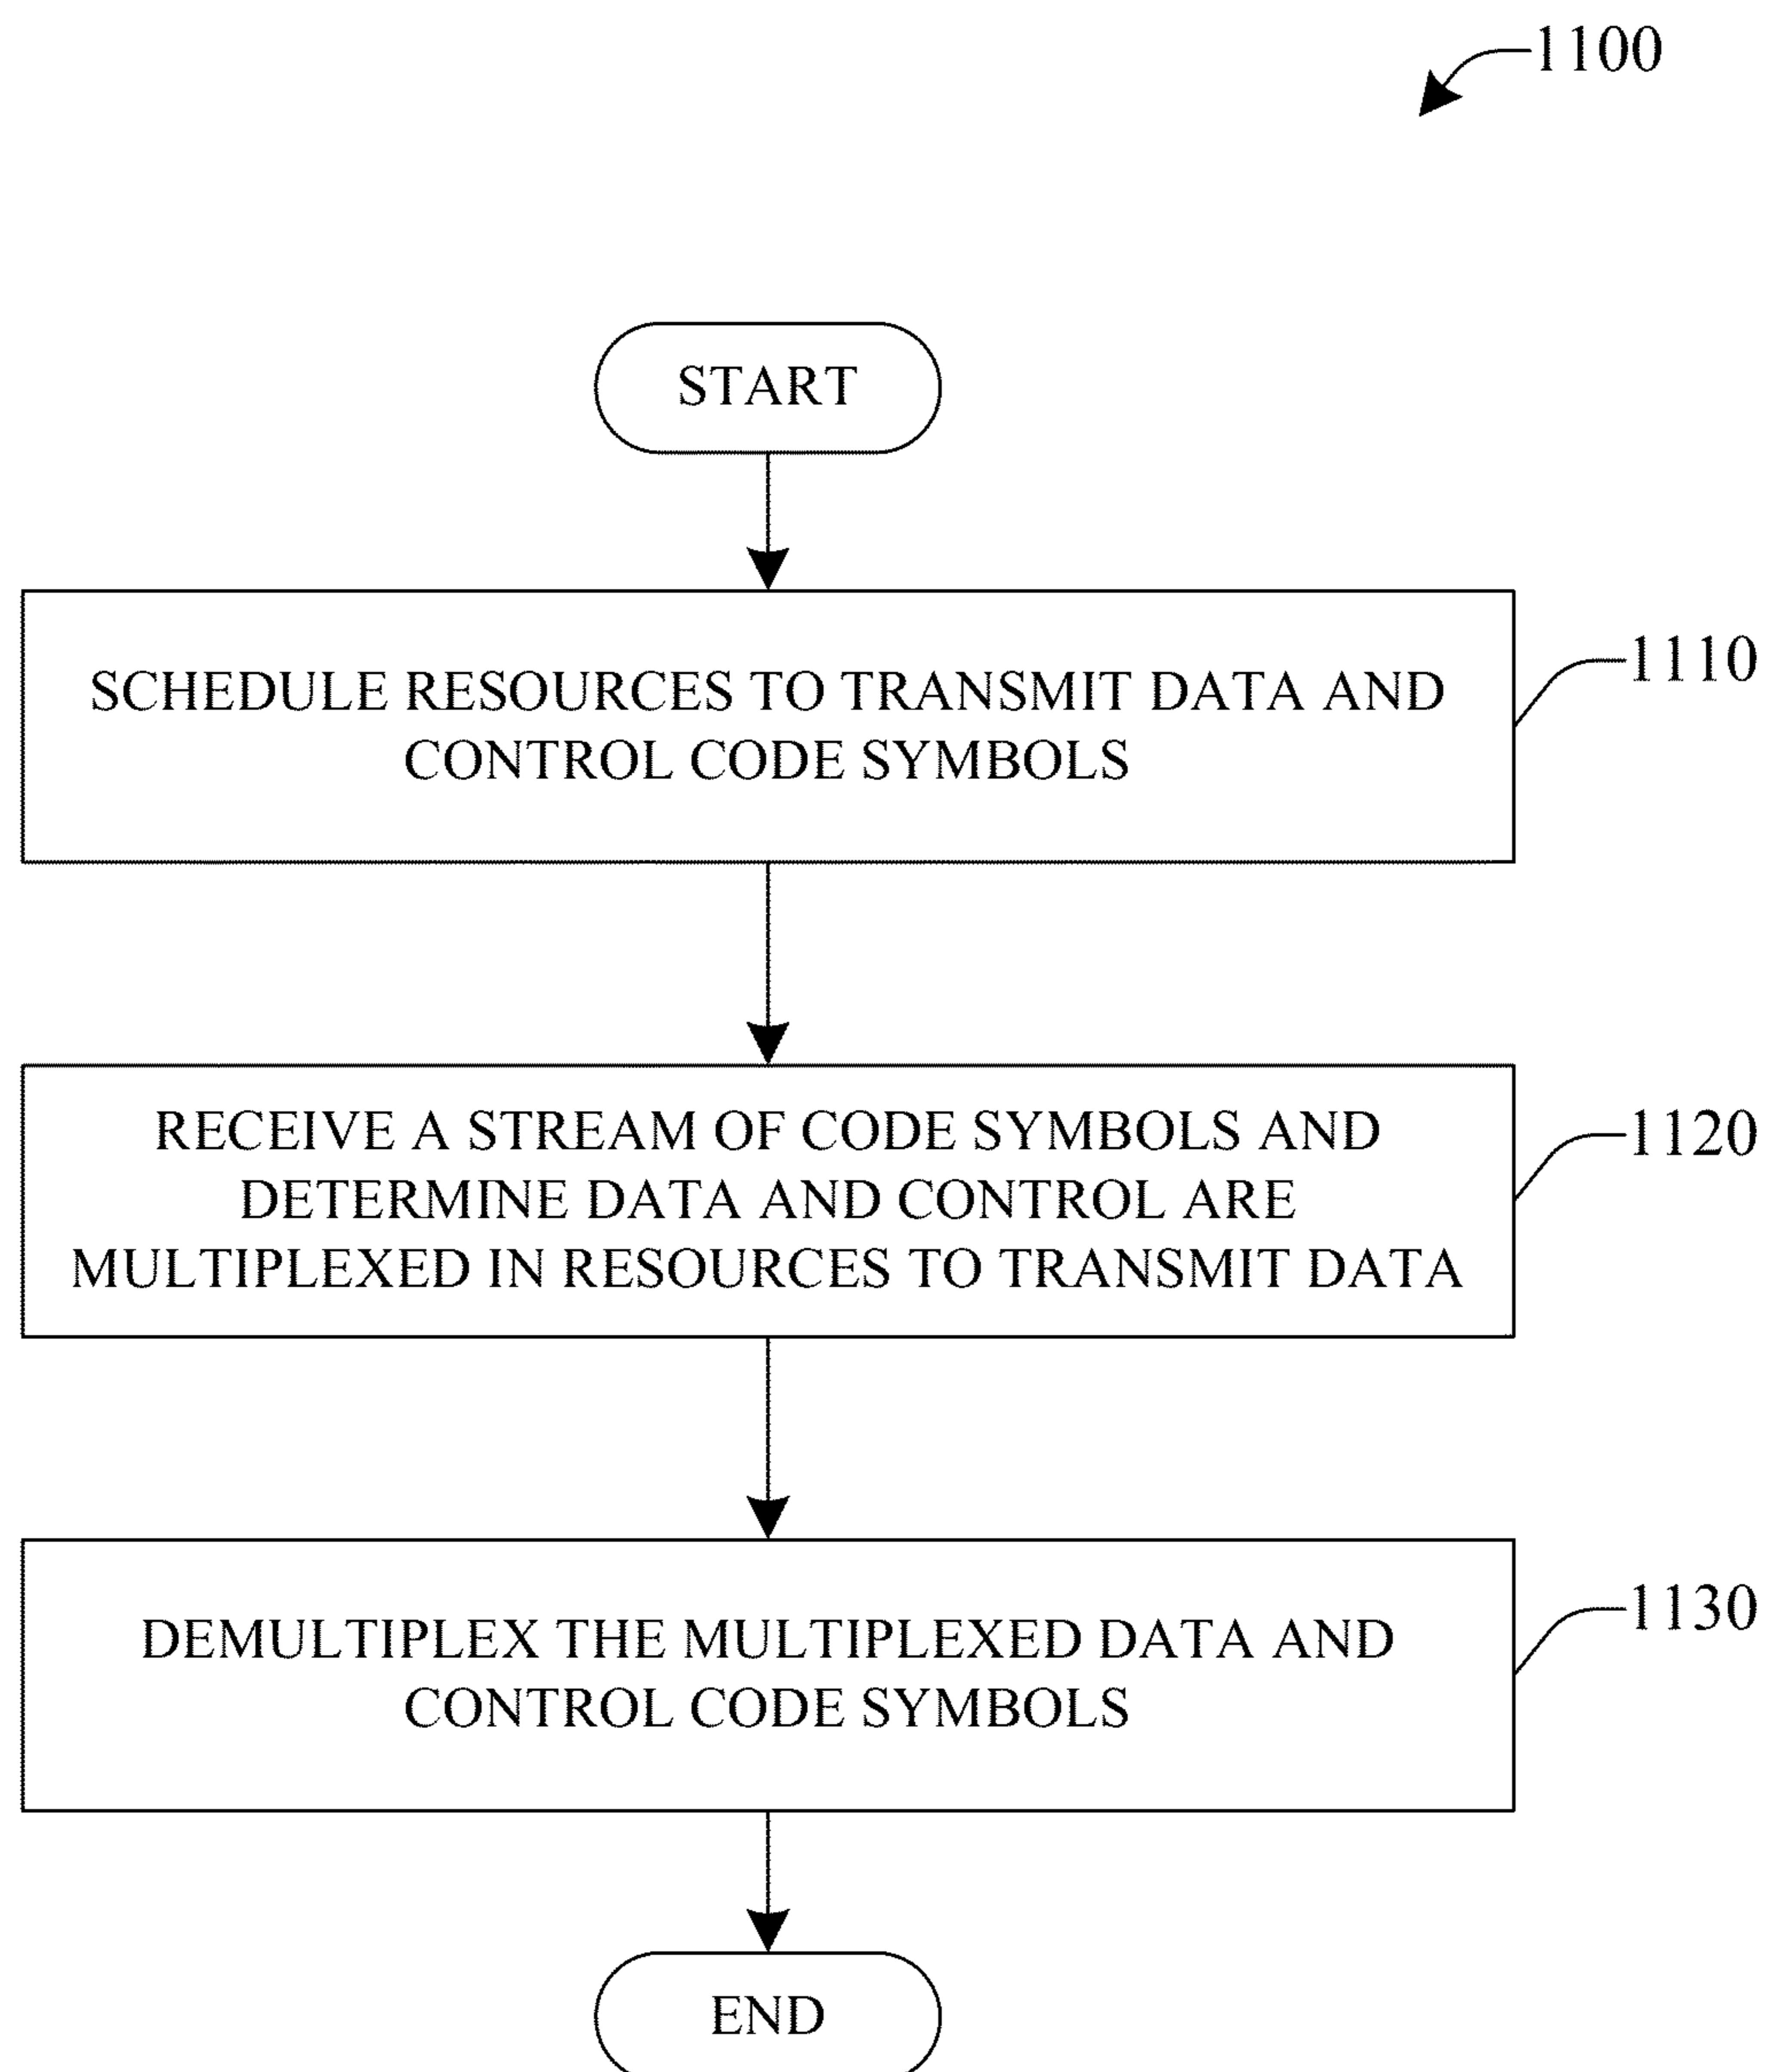 1100
START
SCHEDULE RESOURCES TO TRANSMIT DATA AND
CONTROL CODE SYMBOLS
1110
RECEIVE A STREAM OF CODE SYMBOLS AND
DETERMINE DATA AND CONTROL ARE
MULTIPLEXED IN RESOURCES TO TRANSMIT DATA
1120
DEMULTIPLEX THE MULTIPLEXED DATA AND
CONTROL CODE SYMBOLS
1130
END